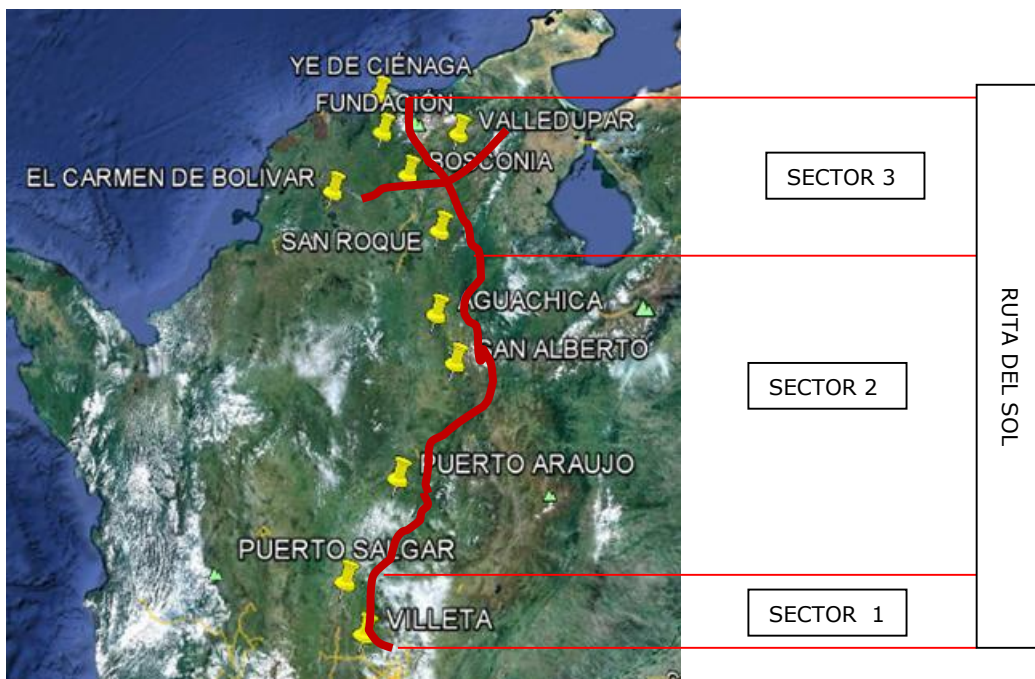 YE DE CIÉNAGA
FUNDACIÓN
VALLEDUPAR
BOSCONIA
EL CARMEN DE BOLIVAR
SAN ROQUE
AGUACHICA
SAN ALBERTO
PUERTO ARAUJO
PUERTO SALGAR
VILLETA
SECTOR 3
SECTOR 2
SECTOR 1
RUTA DEL SOL